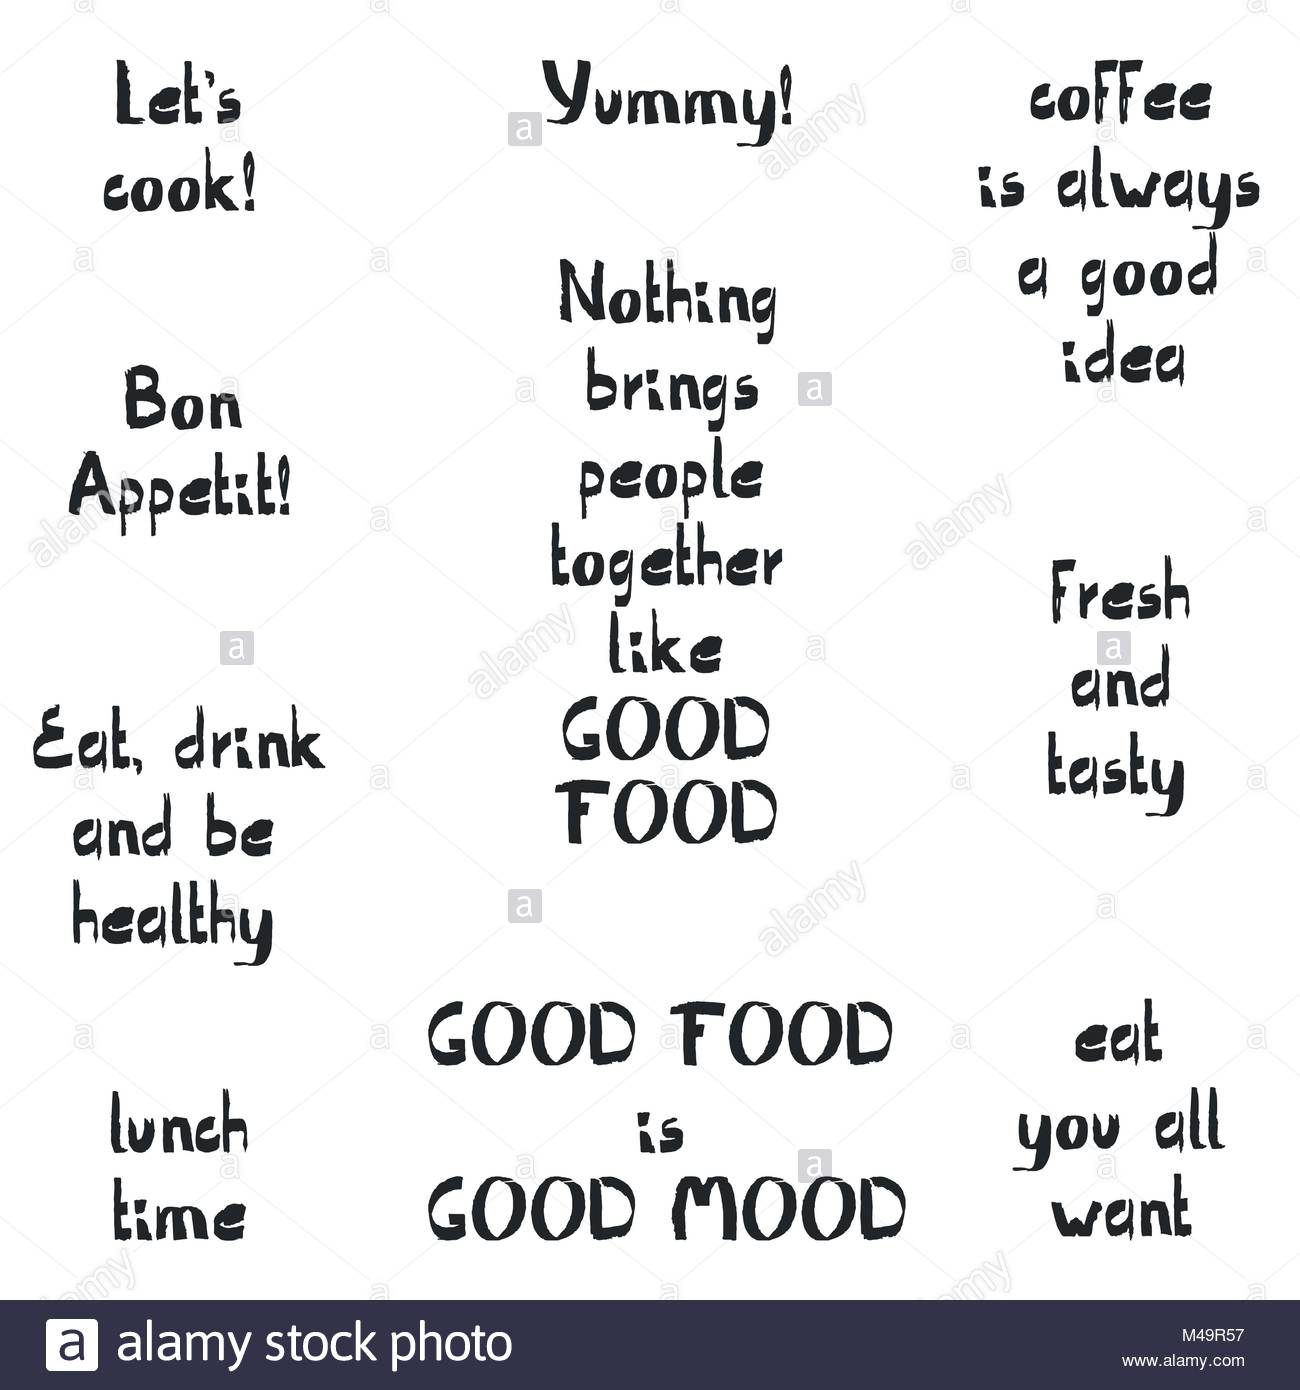 Let's
cook!
Yummy!
coffee
is always
a good
idea
Bon
Appetit!
Nothing
brings
people
together
like
GOOD
FOOD
Fresh
and
tasty
Eat, drink
and be
healthy
lunch
time
GOOD FOOD
is
GOOD MOOD
eat
you all
want
a alamy stock photo
M49R57
www.alamy.com